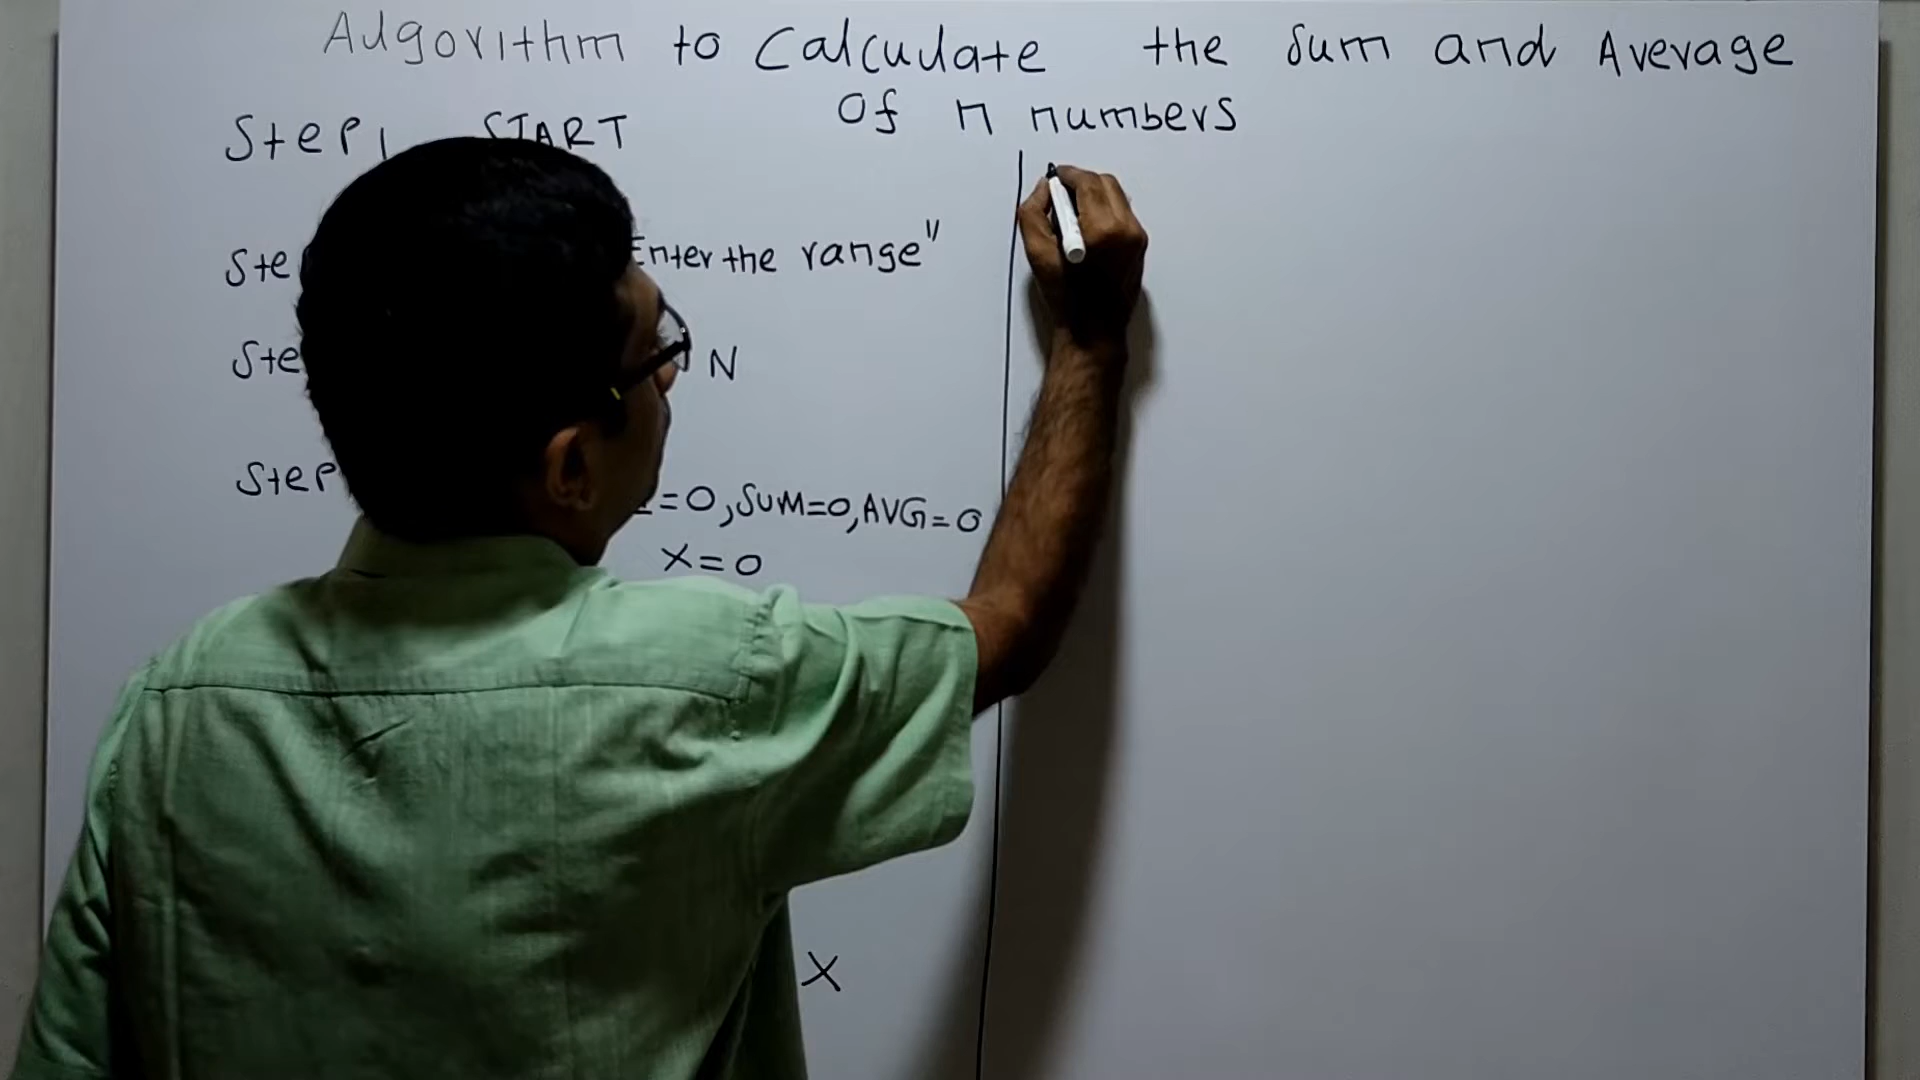 Algorithm to Calculate the Sum and Average
Of n numbers
Step1 START
Ste Enter the range"
Ste N
Step =0,SUM=0,AVG=0
X=0
X